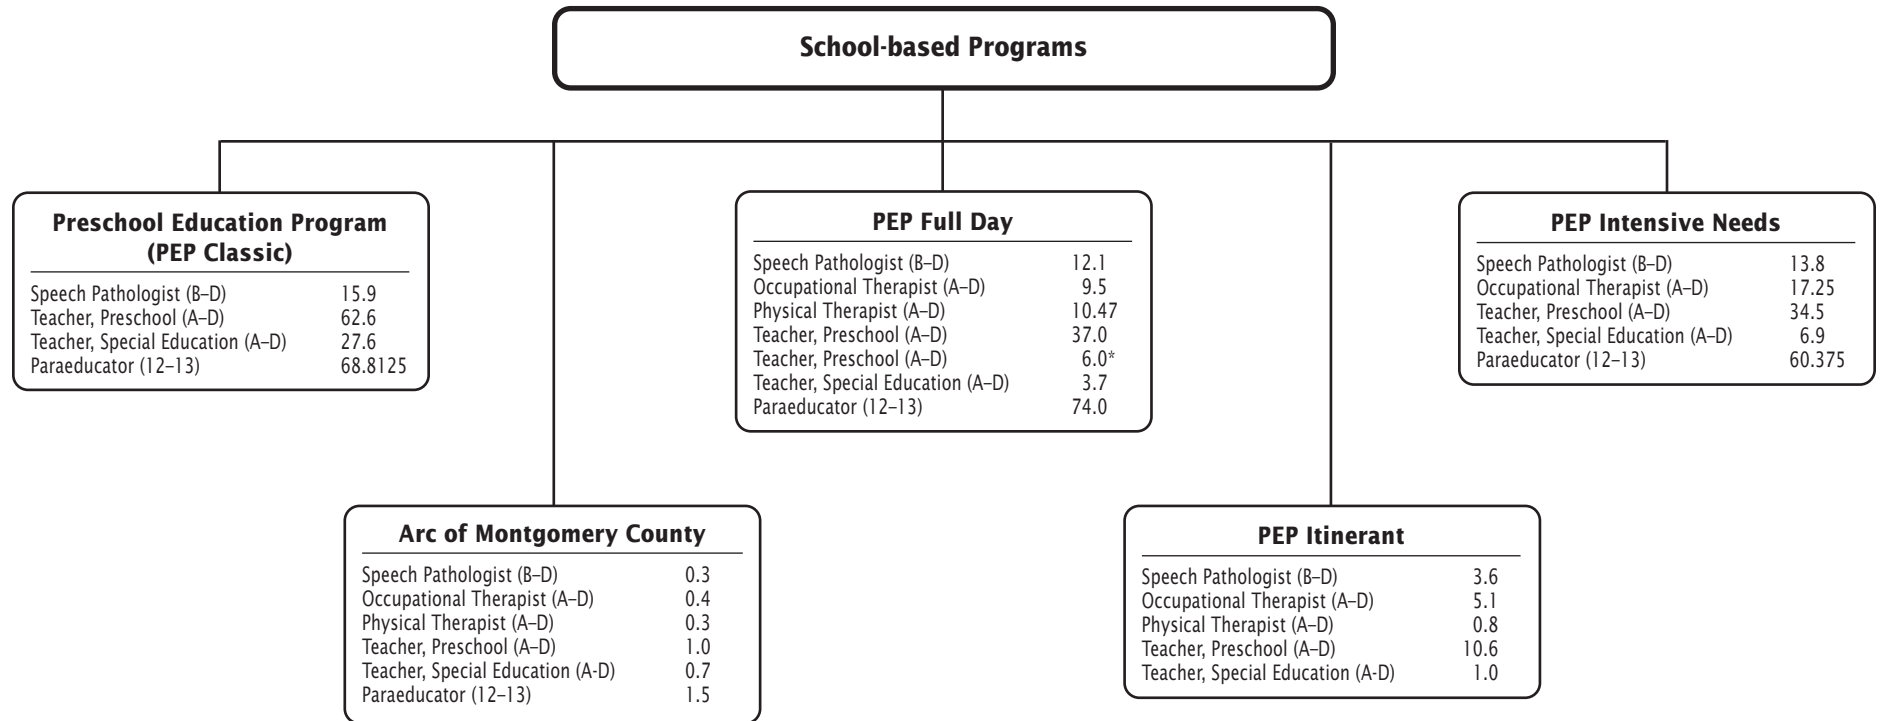 School-based Programs
Preschool Education Program
(PEP Classic)
Speech Pathologist (B–D) 15.9
Teacher, Preschool (A–D) 62.6
Teacher, Special Education (A–D) 27.6
Paraeducator (12–13) 68.8125
PEP Full Day
Speech Pathologist (B–D) 12.1
Occupational Therapist (A–D) 9.5
Physical Therapist (A–D) 10.47
Teacher, Preschool (A–D) 37.0
Teacher, Preschool (A–D) 6.0*
Teacher, Special Education (A–D) 3.7
Paraeducator (12–13) 74.0
PEP Intensive Needs
Speech Pathologist (B–D) 13.8
Occupational Therapist (A–D) 17.25
Teacher, Preschool (A–D) 34.5
Teacher, Special Education (A–D) 6.9
Paraeducator (12–13) 60.375
Arc of Montgomery County
Speech Pathologist (B–D) 0.3
Occupational Therapist (A–D) 0.4
Physical Therapist (A–D) 0.3
Teacher, Preschool (A–D) 1.0
Teacher, Special Education (A-D) 0.7
Paraeducator (12–13) 1.5
PEP Itinerant
Speech Pathologist (B–D) 3.6
Occupational Therapist (A–D) 5.1
Physical Therapist (A–D) 0.8
Teacher, Preschool (A–D) 10.6
Teacher, Special Education (A-D) 1.0